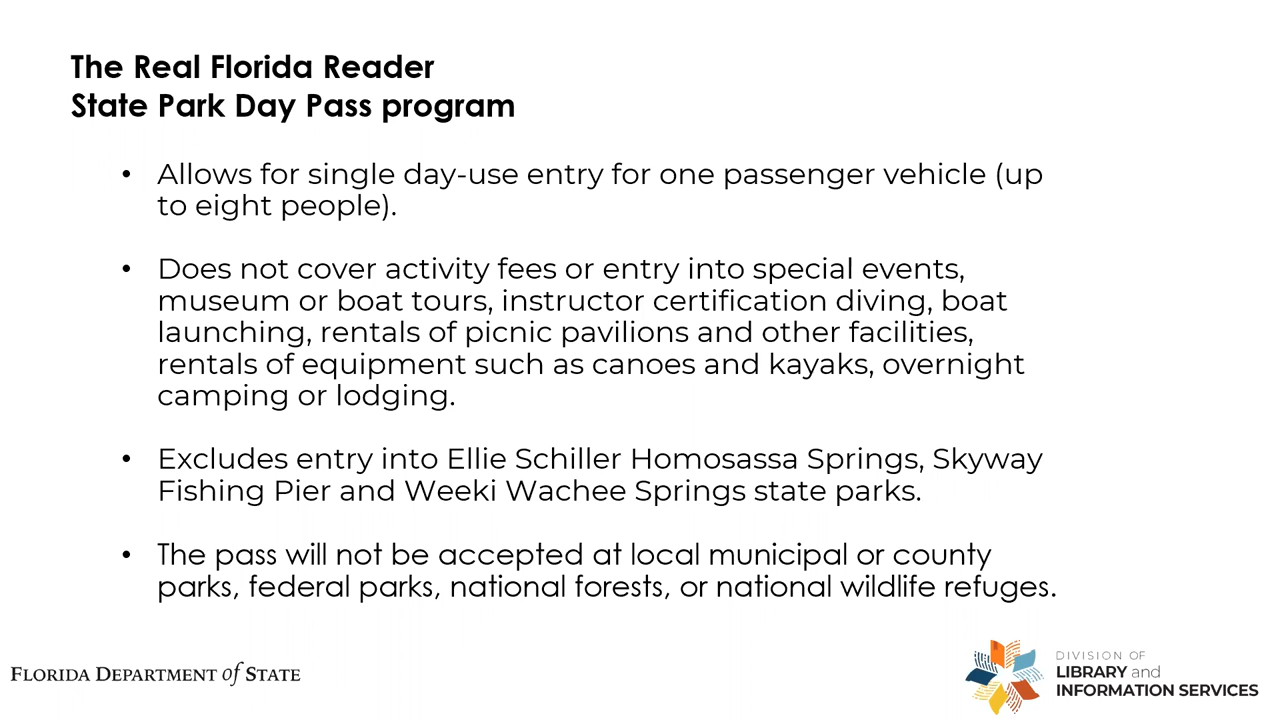 The Real Florida Reader
State Park Day Pass program
• Allows for single day-use entry for one passenger vehicle (up
to eight people).
• Does not cover activity fees or entry into special events,
museum or boat tours, instructor certification diving, boat
launching, rentals of picnic pavilions and other facilities,
rentals of equipment such as canoes and kayaks, overnight
camping or lodging.
• Excludes entry into Ellie Schiller Homosassa Springs, Skyway
Fishing Pier and Weeki Wachee Springs state parks.
• The pass will not be accepted at local municipal or county
parks, federal parks, national forests, or national wildlife refuges.
FLORIDA DEPARTMENT of STATE
DIVISION OF
LIBRARY and
INFORMATION SERVICES